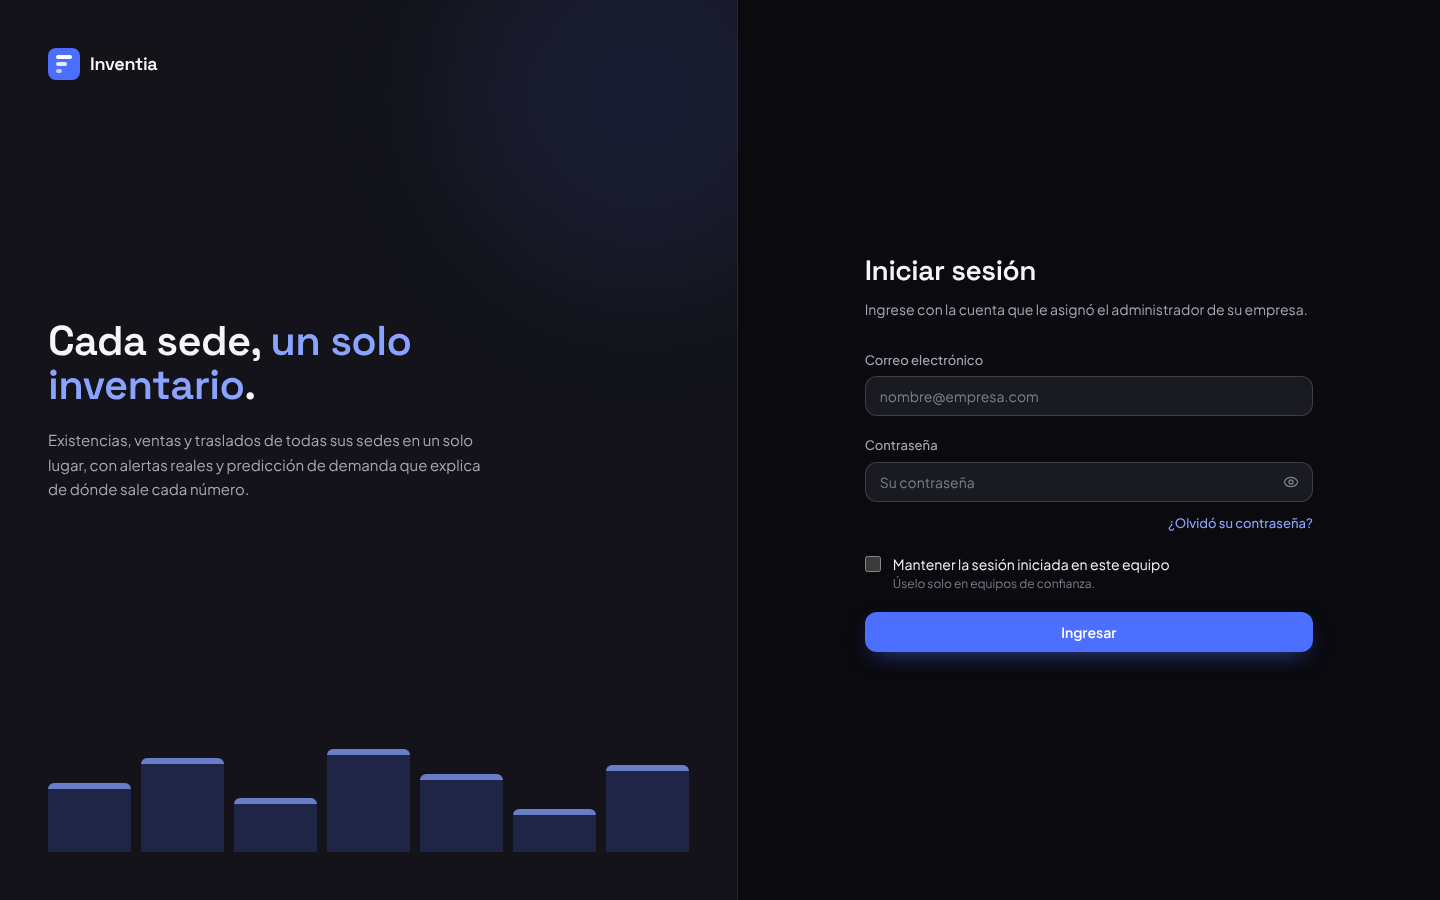 Inventia
Cada sede, un solo
inventario.
Existencias, ventas y traslados de todas sus sedes en un solo
lugar, con alertas reales y predicción de demanda que explica
de dónde sale cada número.
Iniciar sesión
Ingrese con la cuenta que le asignó el administrador de su empresa.
Correo electrónico
nombre@empresa.com
Contraseña
Su contraseña
¿Olvidó su contraseña?
Mantener la sesión iniciada en este equipo
Úselo solo en equipos de confianza.
Ingresar